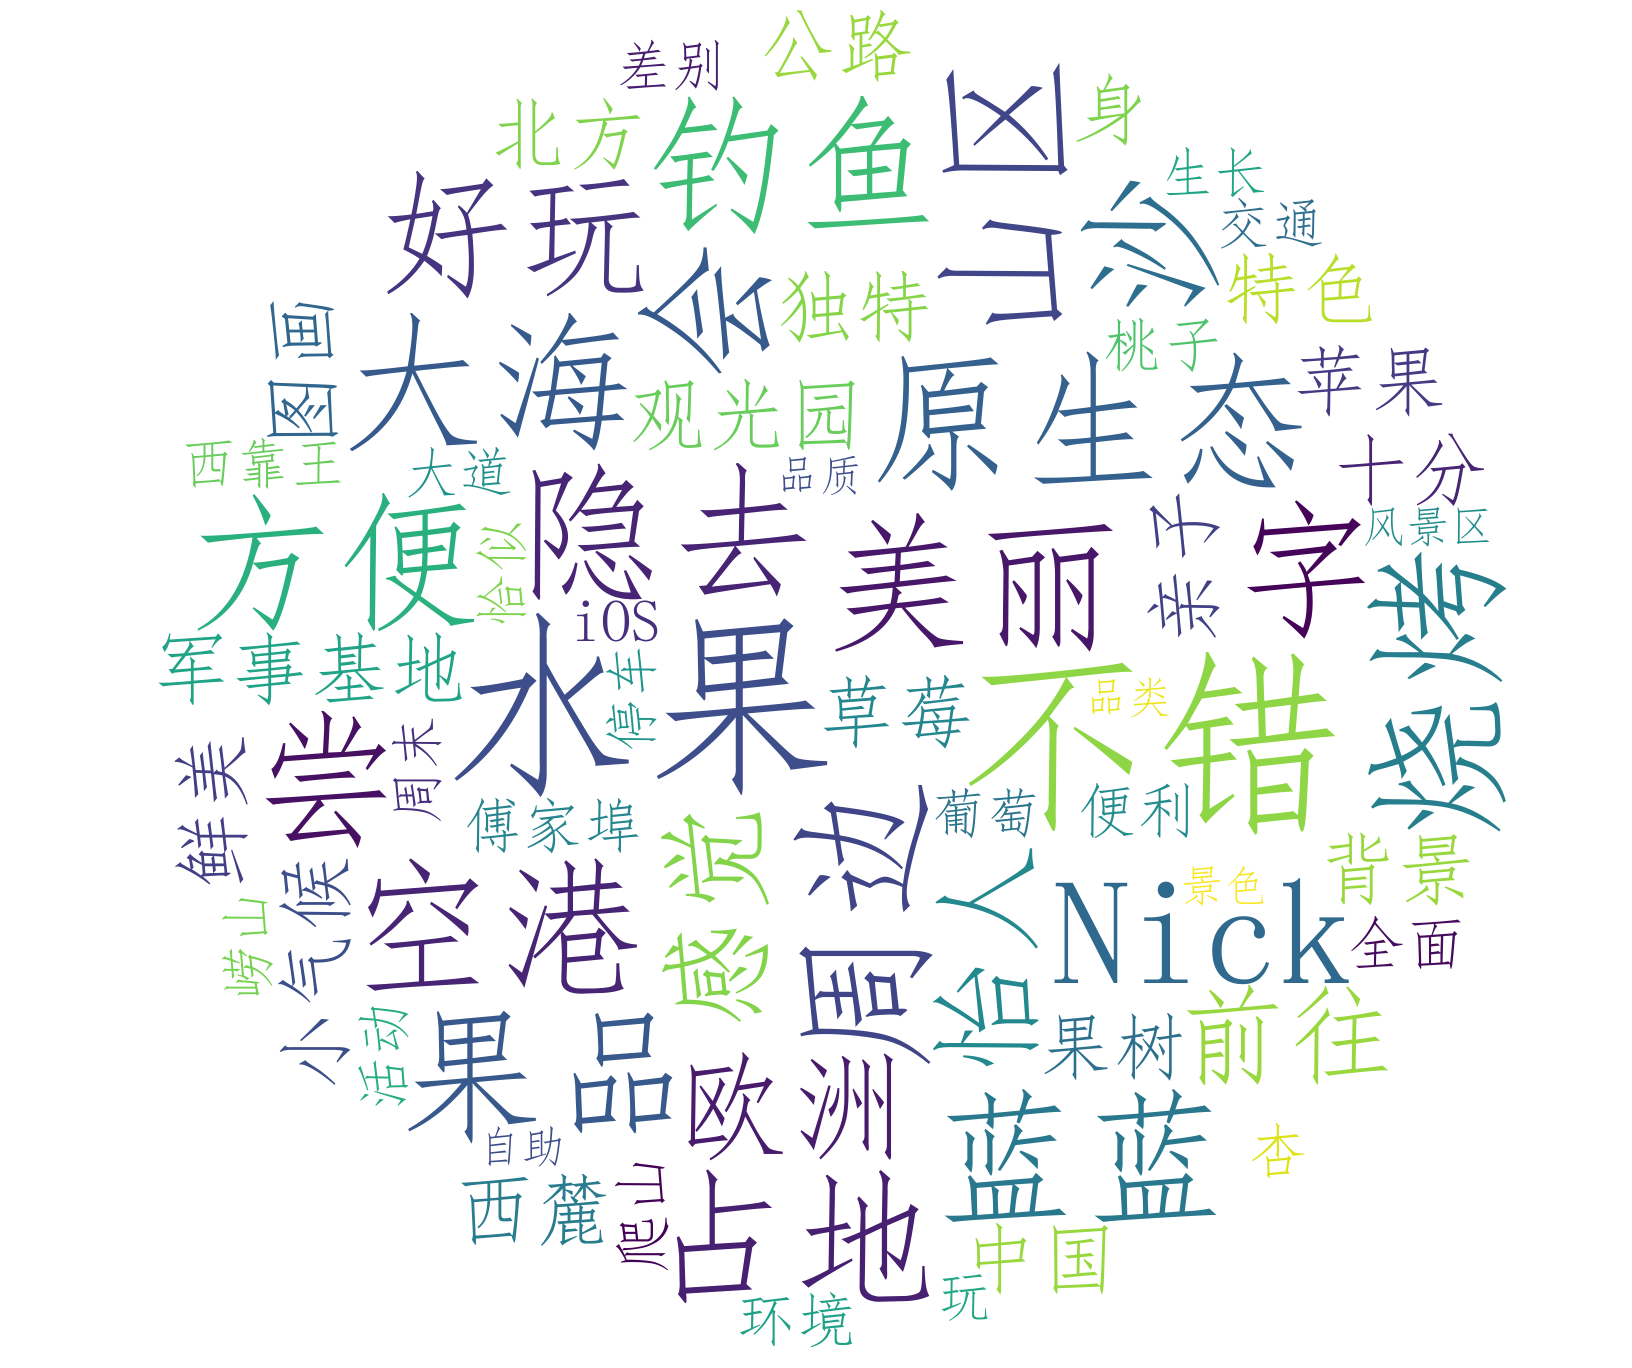 差别
公路
北方
钓鱼
山区
身
好玩
会
独特
沙
生长
交通
特色
图画
大海
观光园
原生态
桃子
苹果
西靠王
大道
隐去
品质
十分
方便
恰似
iOS
美丽
亲子
字
风景区
烧烤
军事基地
水果
停车
草莓
不错
品类
鲜美
尝
周末
傅家埠
感觉
周边
葡萄
便利
背景
崂山
小气候
空港
怡人
Nick
景色
全面
活动
果品
欧洲
果树
前往
自助
西麓
爬山
占地
蓝蓝
杏
中国
环境
玩